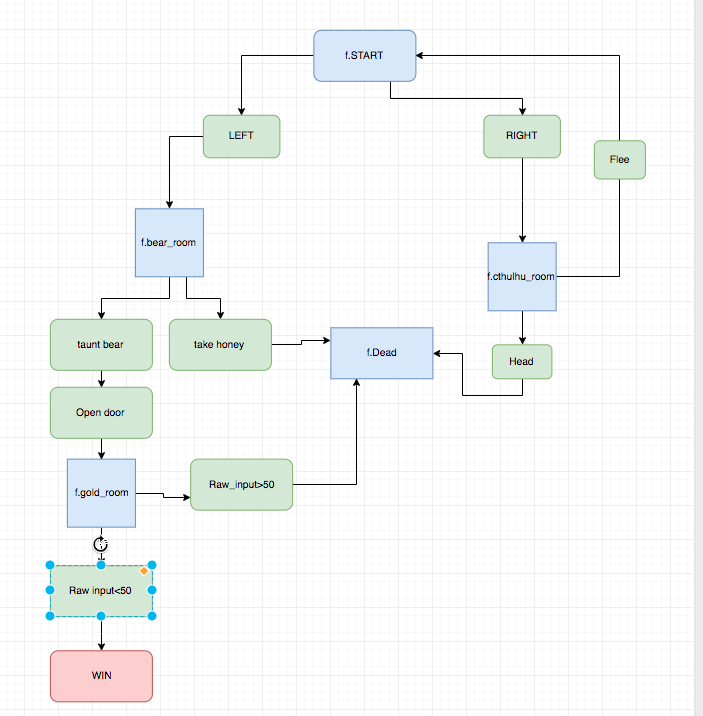 f.START
LEFT
RIGHT
Flee
f.bear_room
f.cthulhu_room
taunt bear
take honey
f.Dead
Head
Open door
f.gold_room
Raw_input>50
Raw input<50
WIN